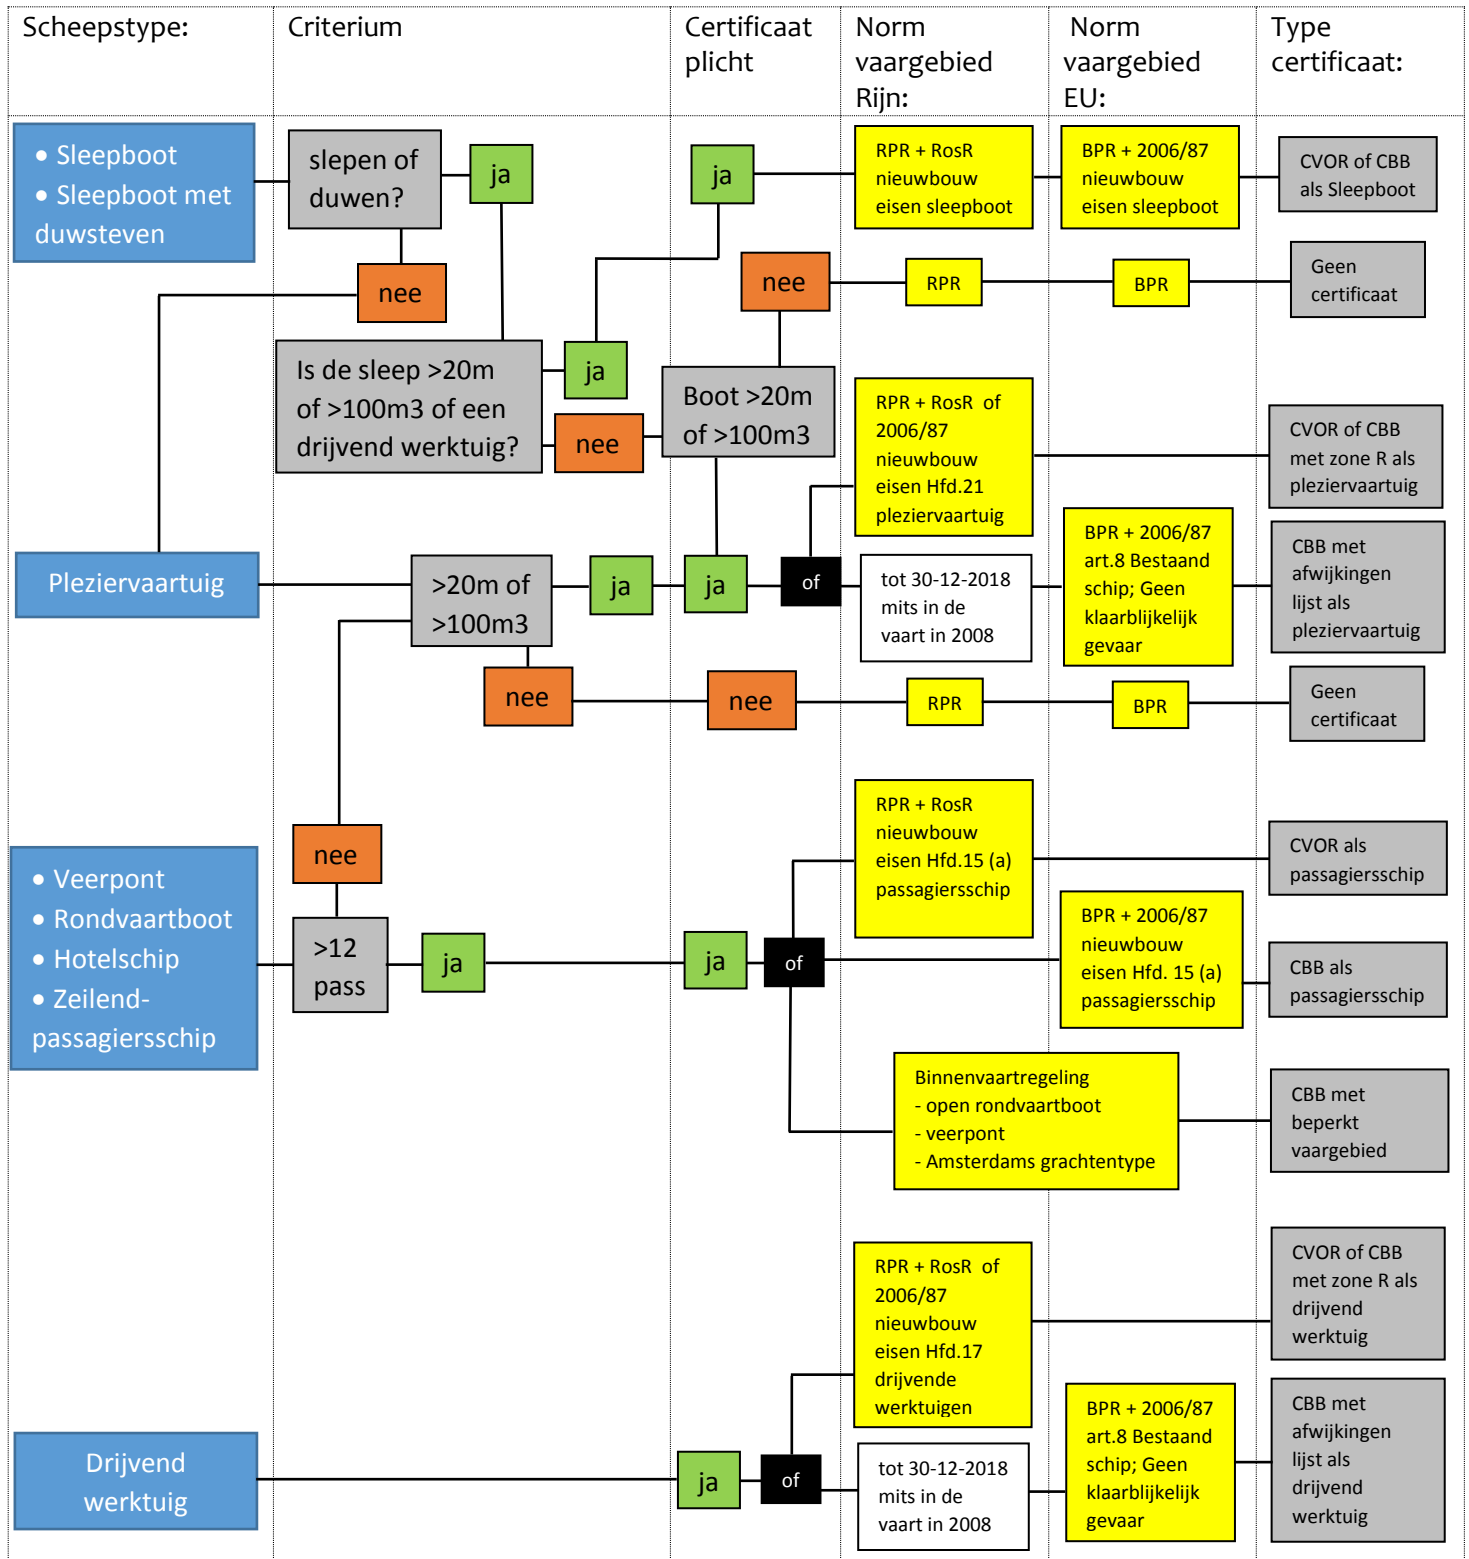 Scheepstype:
Criterium
Certificaat
plicht
Norm
vaargebied
Rijn:
Norm
vaargebied
EU:
Type
certificaat:
• Sleepboot
• Sleepboot met
duwsteven
slepen of
duwen?
ja
ja
RPR + RosR
nieuwbouw
eisen sleepboot
BPR + 2006/87
nieuwbouw
eisen sleepboot
CVOR of CBB
als Sleepboot
nee
nee
RPR
BPR
Geen
certificaat
Is de sleep >20m
of >100m3 of een
drijvend werktuig?
ja
nee
Boot >20m
of >100m3
RPR + RosR of
2006/87
nieuwbouw
eisen Hfd.21
pleziervaartuig
CVOR of CBB
met zone R als
pleziervaartuig
Pleziervaartuig
>20m of
>100m3
ja
ja
of
tot 30-12-2018
mits in de
vaart in 2008
BPR + 2006/87
art.8 Bestaand
schip; Geen
klaarblijkelijk
gevaar
CBB met
afwijkingen
lijst als
pleziervaartuig
nee
nee
RPR
BPR
Geen
certificaat
• Veerpont
• Rondvaartboot
• Hotelschip
• Zeilend-
passagiersschip
nee
>12
pass
ja
ja
of
RPR + RosR
nieuwbouw
eisen Hfd.15 (a)
passagiersschip
CVOR als
passagiersschip
BPR + 2006/87
nieuwbouw
eisen Hfd. 15 (a)
passagiersschip
CBB als
passagiersschip
Binnenvaartregeling
- open rondvaartboot
- veerpont
- Amsterdams grachtentype
CBB met
beperkt
vaargebied
Drijvend
werktuig
ja
of
RPR + RosR of
2006/87
nieuwbouw
eisen Hfd.17
drijvende
werktuigen
CVOR of CBB
met zone R als
drijvend
werktuig
tot 30-12-2018
mits in de
vaart in 2008
BPR + 2006/87
art.8 Bestaand
schip; Geen
klaarblijkelijk
gevaar
CBB met
afwijkingen
lijst als
drijvend
werktuig